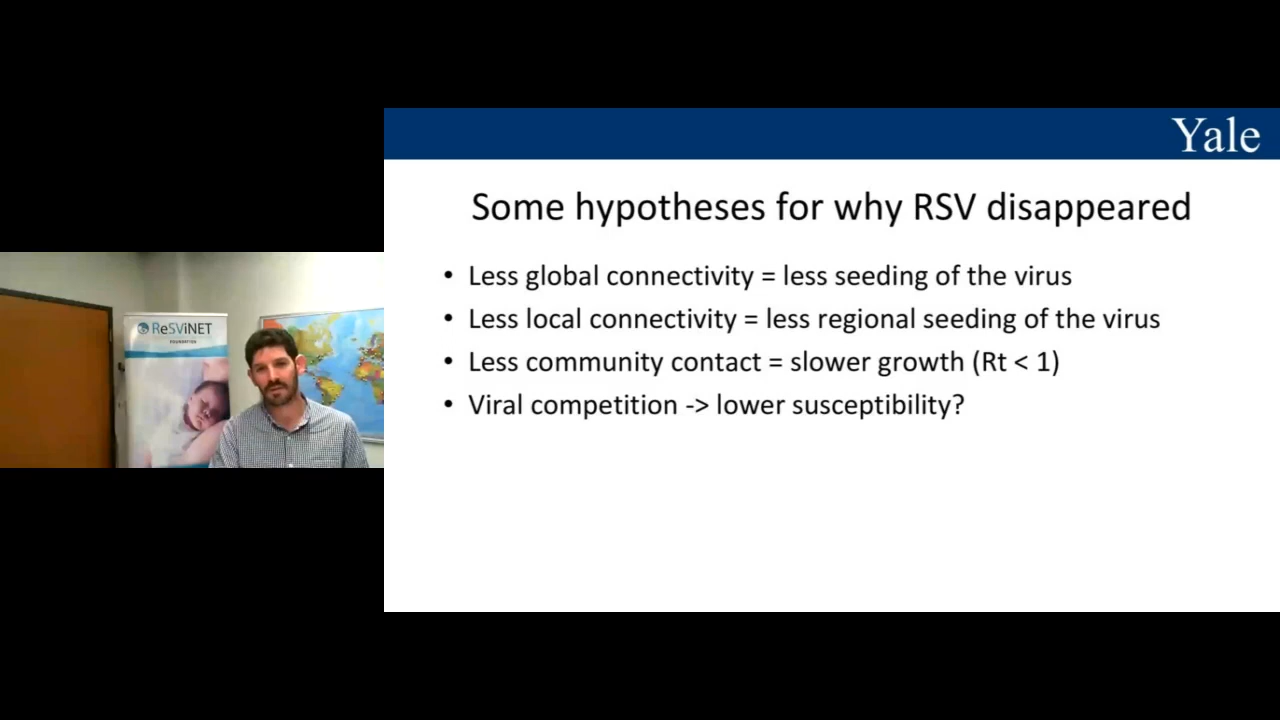 Yale
Some hypotheses for why RSV disappeared
• Less global connectivity = less seeding of the virus
• Less local connectivity = less regional seeding of the virus
• Less community contact = slower growth (Rt < 1)
• Viral competition -> lower susceptibility?
ReSViNET
FOUNDATION